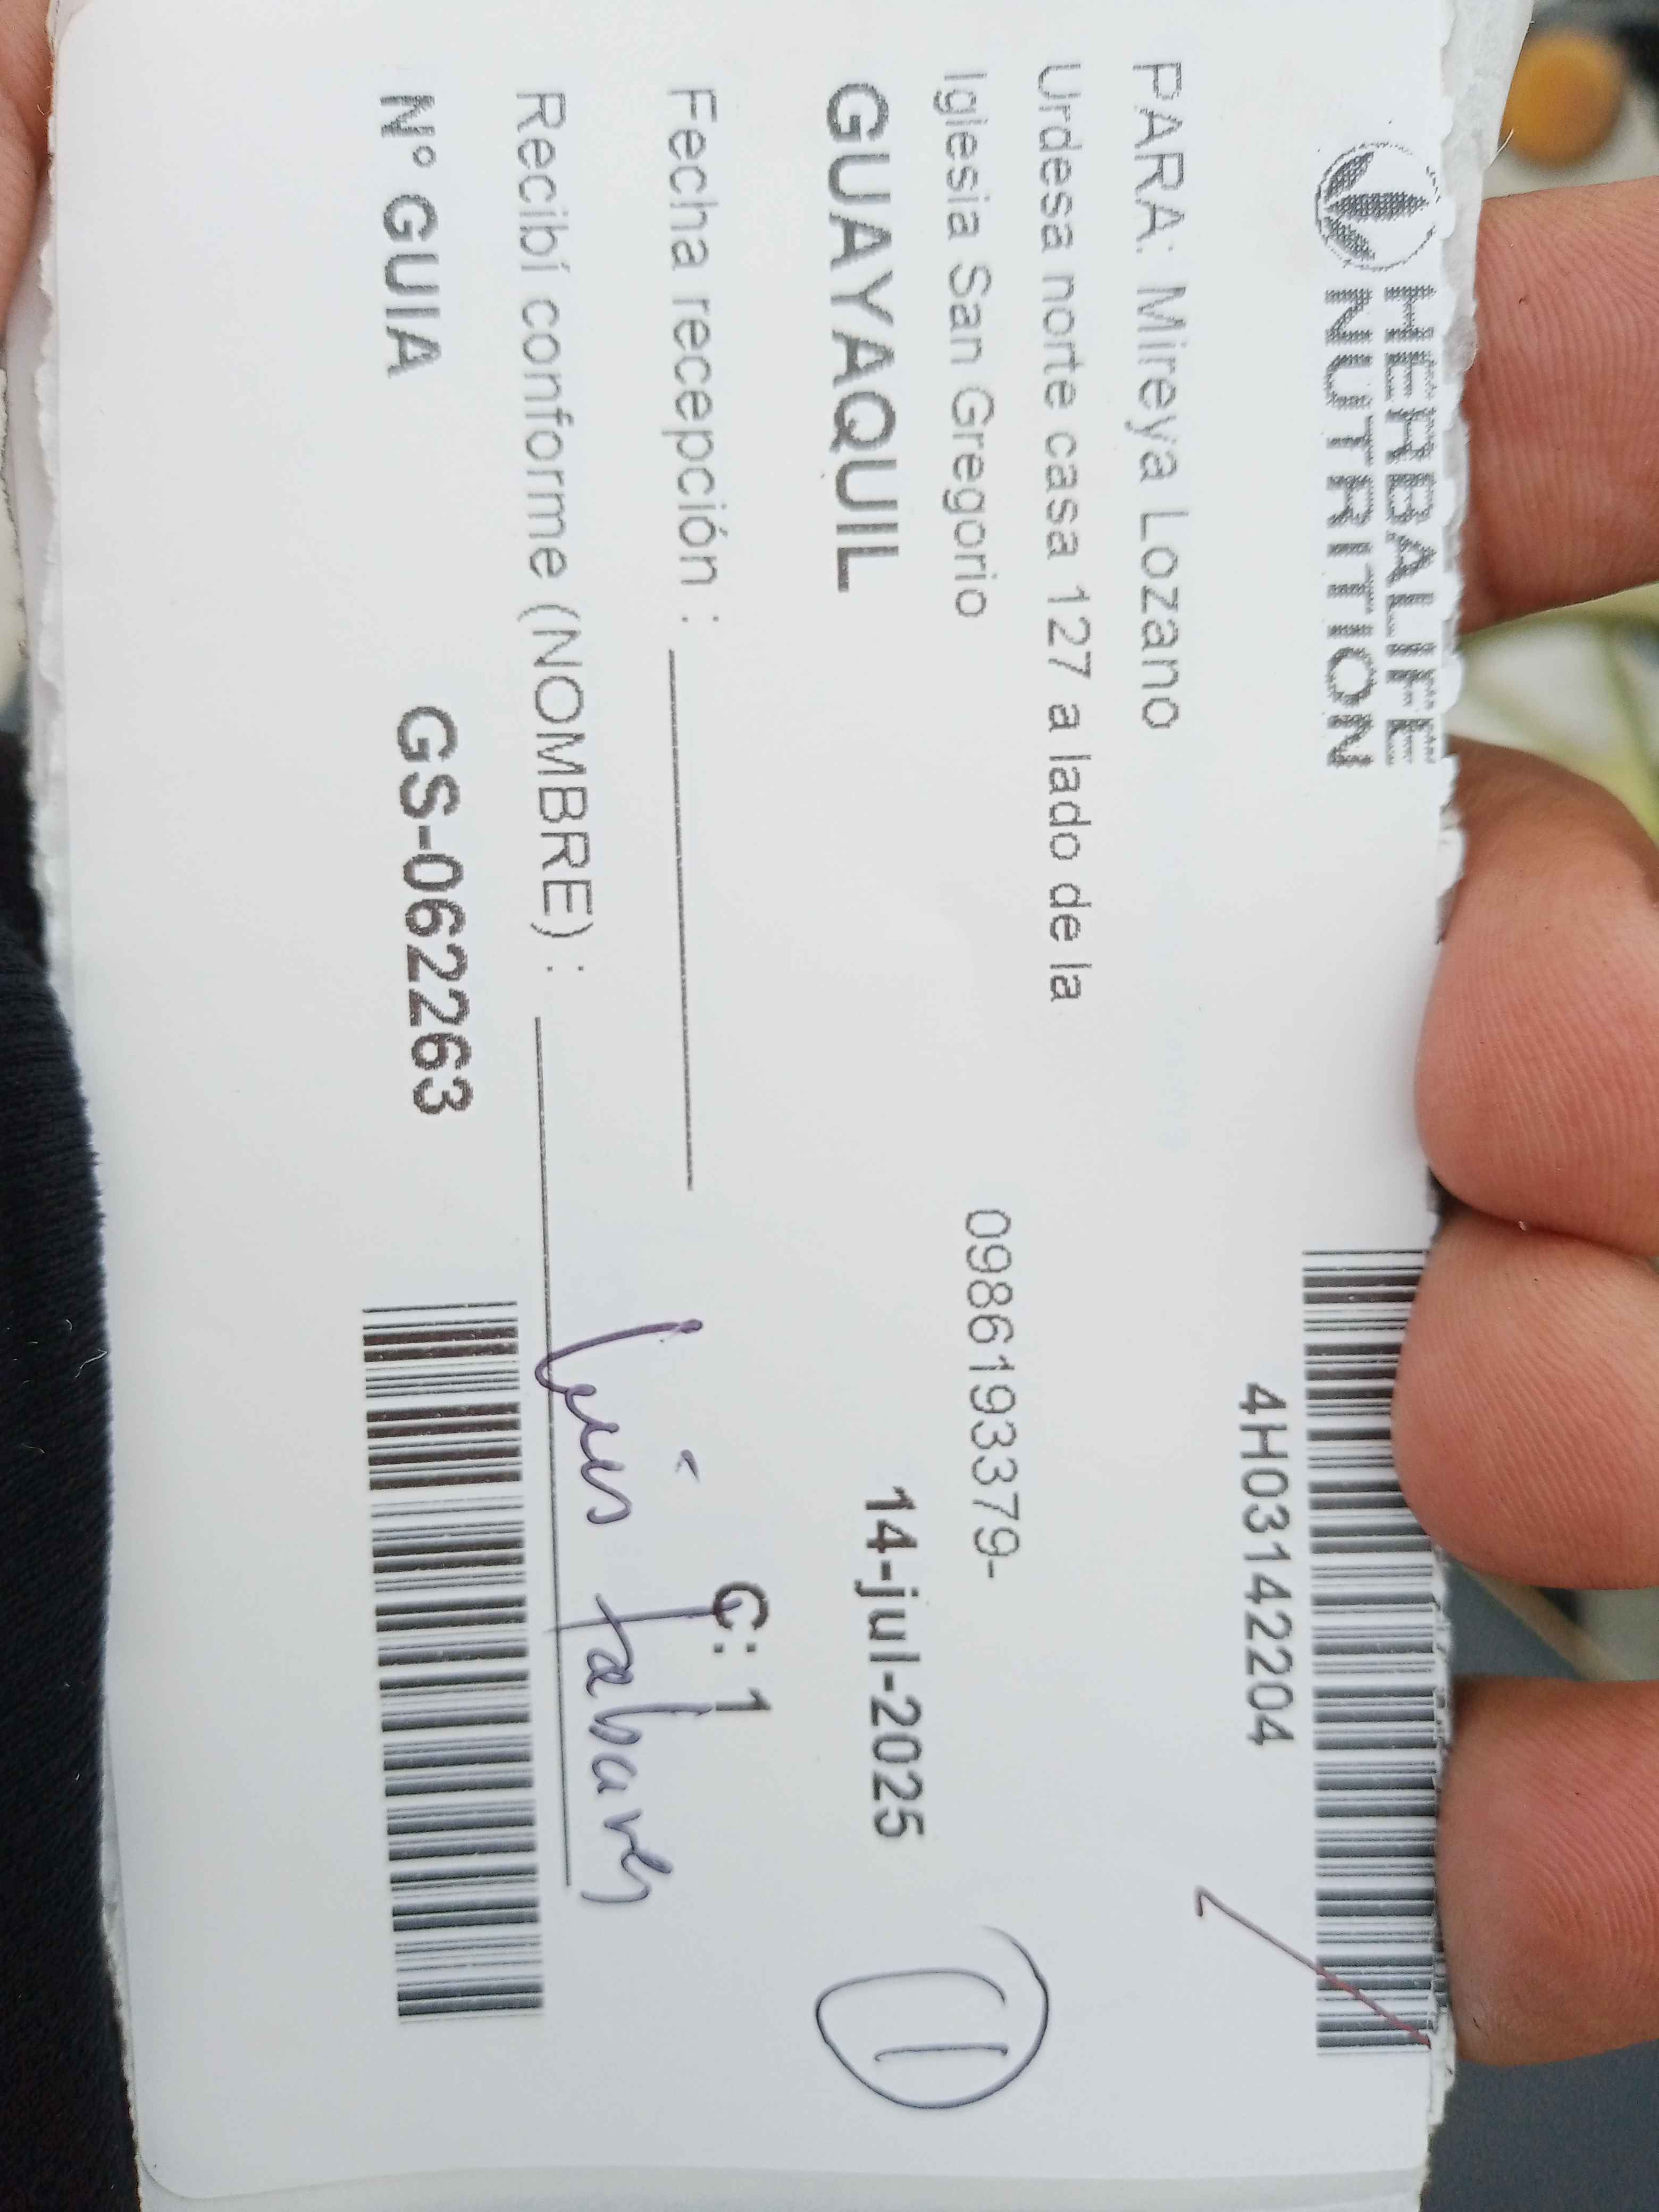 HERBALIFE
NUTRITION
4H03142204
PARA: Mireya Lozano
Urdesa norte casa 127 a lado de la
Iglesia San Gregorio
0986193379-
GUAYAQUIL
14-jul-2025
Fecha recepción :
C: 1
Recibí conforme (NOMBRE) :
Luis
N° GUIA
GS-062263